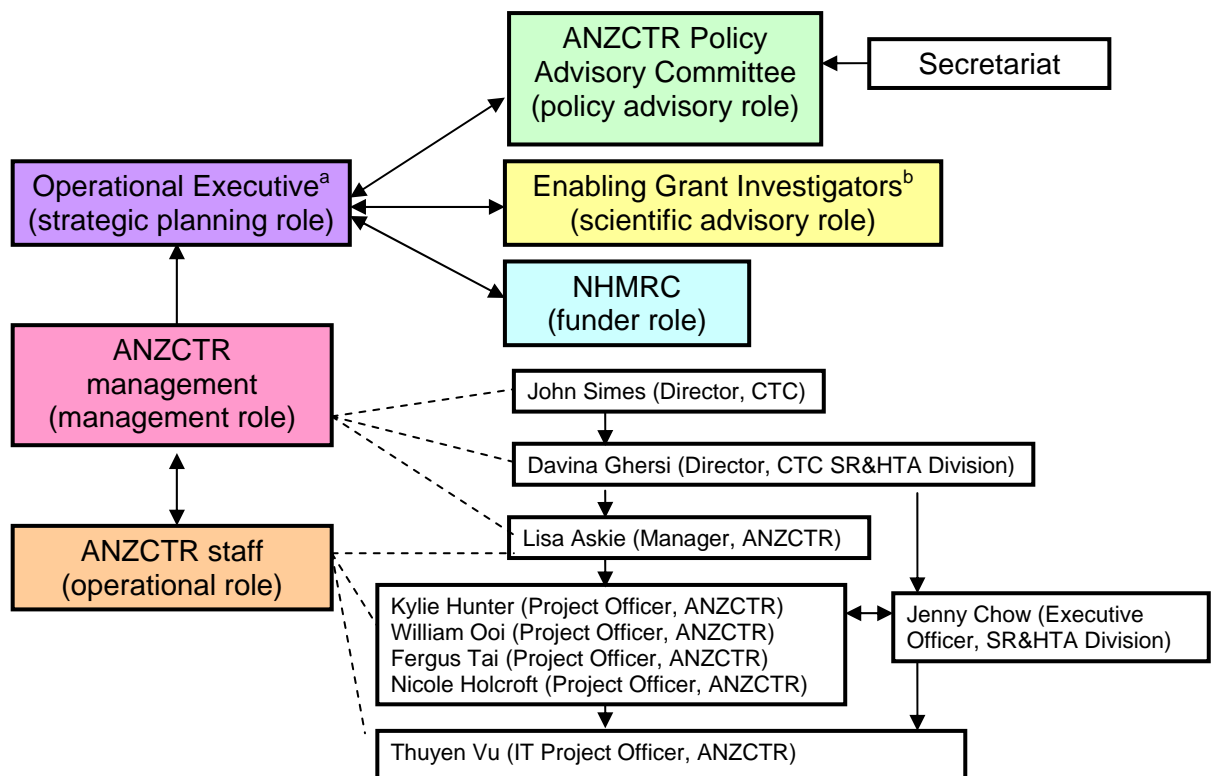 ANZCTR Policy
Advisory Committee
(policy advisory role)
Secretariat
Operational Executiveᵃ
(strategic planning role)
Enabling Grant Investigatorsᵇ
(scientific advisory role)
NHMRC
(funder role)
ANZCTR
management
(management role)
John Simes (Director, CTC)
Davina Ghersi (Director, CTC SR&HTA Division)
Lisa Askie (Manager, ANZCTR)
ANZCTR staff
(operational role)
Kylie Hunter (Project Officer, ANZCTR)
William Ooi (Project Officer, ANZCTR)
Fergus Tai (Project Officer, ANZCTR)
Nicole Holcroft (Project Officer, ANZCTR)
Jenny Chow (Executive
Officer, SR&HTA Division)
Thuyen Vu (IT Project Officer, ANZCTR)